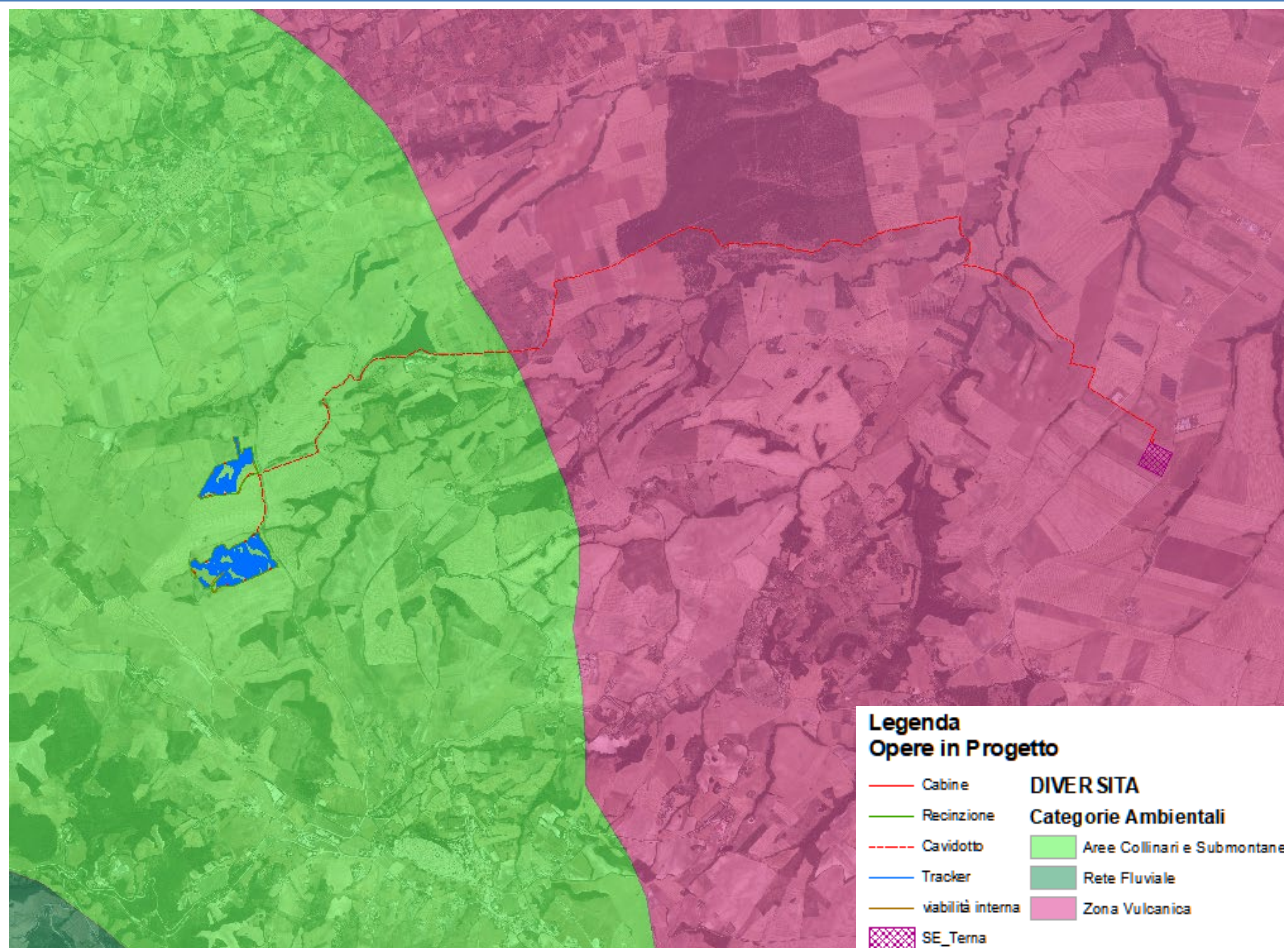 Legenda
Opere in Progetto
Cabine
Recinzione
Cavidotto
Tracker
viabilità interna
SE_Terna
DIVERSITA
Categorie Ambientali
Aree Collinari e Submontane
Rete Fluviale
Zona Vulcanica